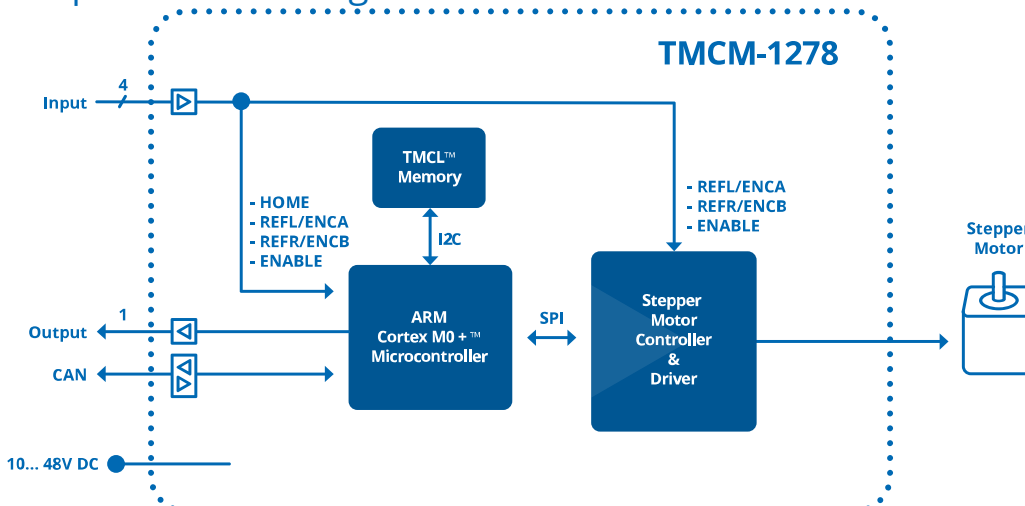 TMCM-1278
4
Input
TMCL™
Memory
- HOME
- REFL/ENCA
- REFR/ENCB
- ENABLE
I2C
- REFL/ENCA
- REFR/ENCB
- ENABLE
Stepper
Motor
1
Output
CAN
ARM
Cortex M0 + ™
Microcontroller
SPI
Stepper
Motor
Controller
&
Driver
10... 48V DC